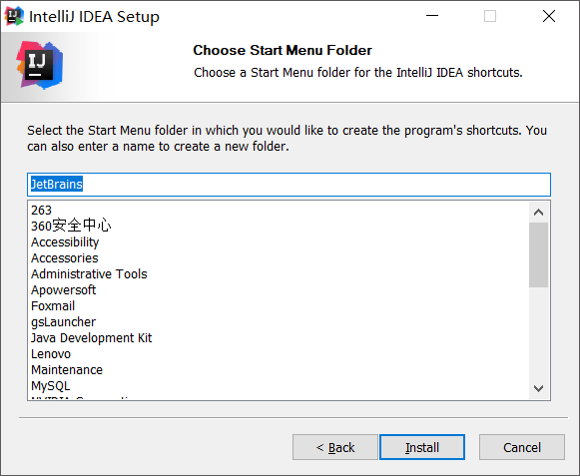 IntelliJ IDEA Setup
IJ
Choose Start Menu Folder
Choose a Start Menu folder for the IntelliJ IDEA shortcuts.
Select the Start Menu folder in which you would like to create the program's shortcuts. You
can also enter a name to create a new folder.
JetBrains
263
360安全中心
Accessibility
Accessories
Administrative Tools
Apowersoft
Foxmail
gsLauncher
Java Development Kit
Lenovo
Maintenance
MySQL
< Back
Install
Cancel